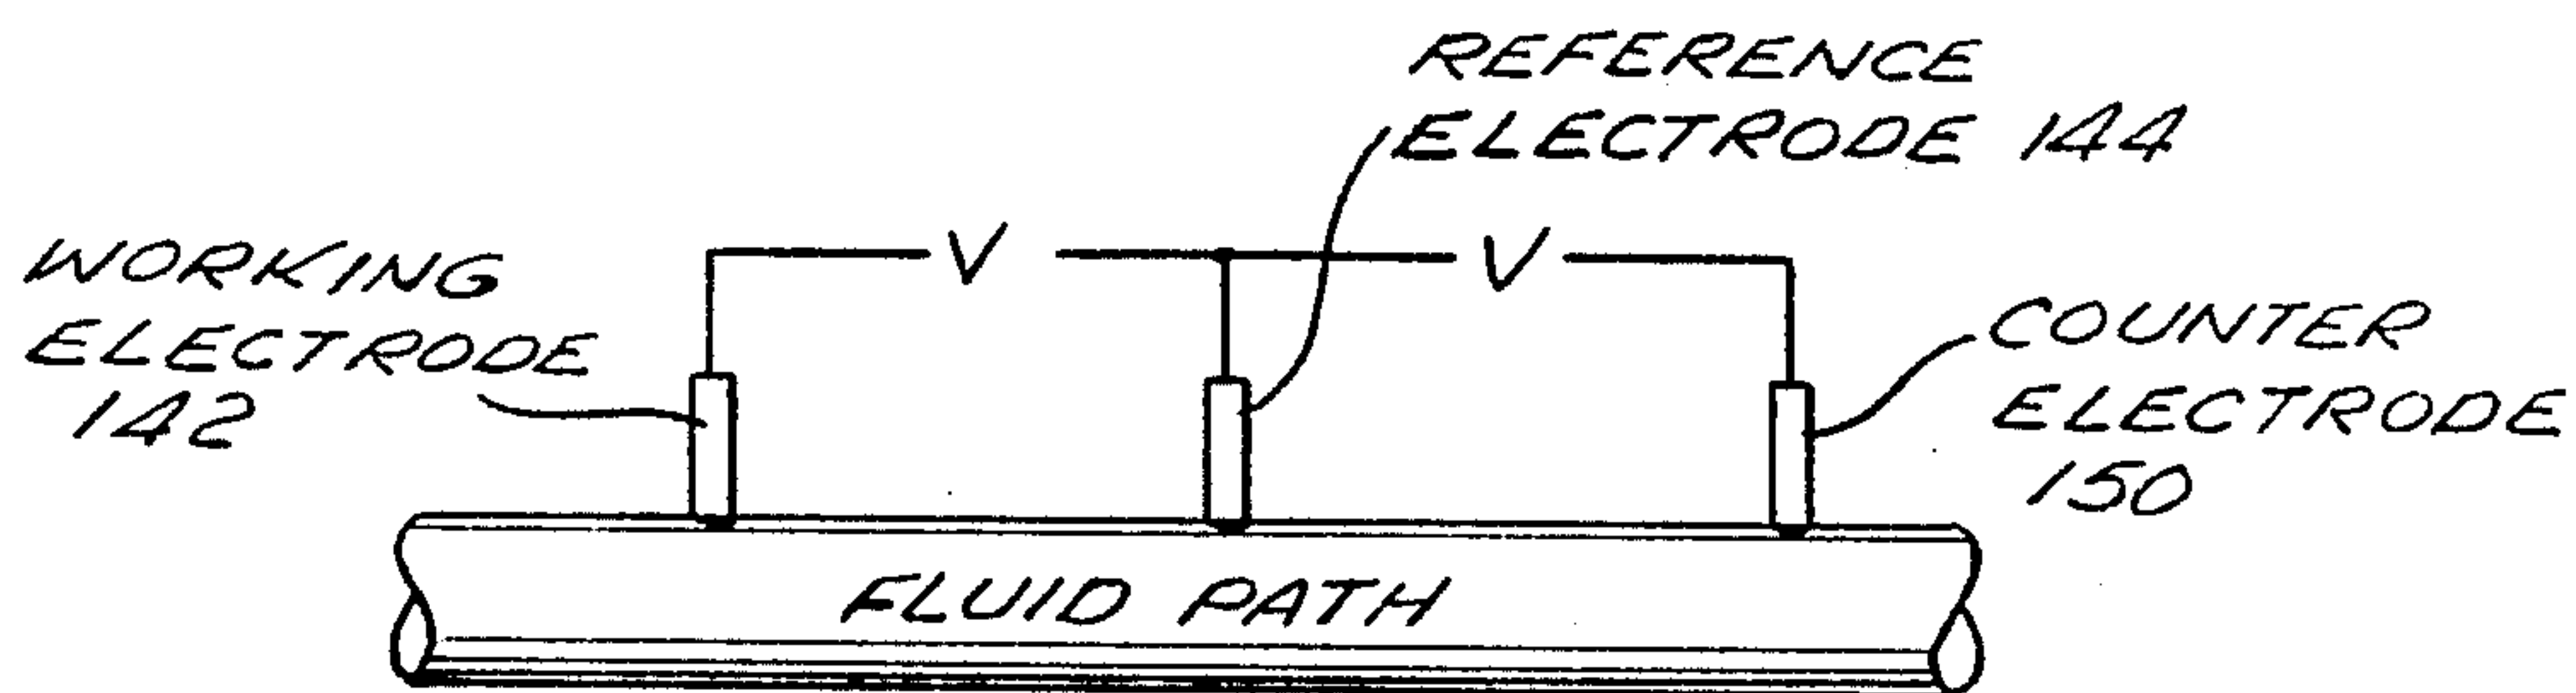 REFERENCE
ELECTRODE 144
WORKING
ELECTRODE
142
V
V
COUNTER
ELECTRODE
150
FLUID PATH